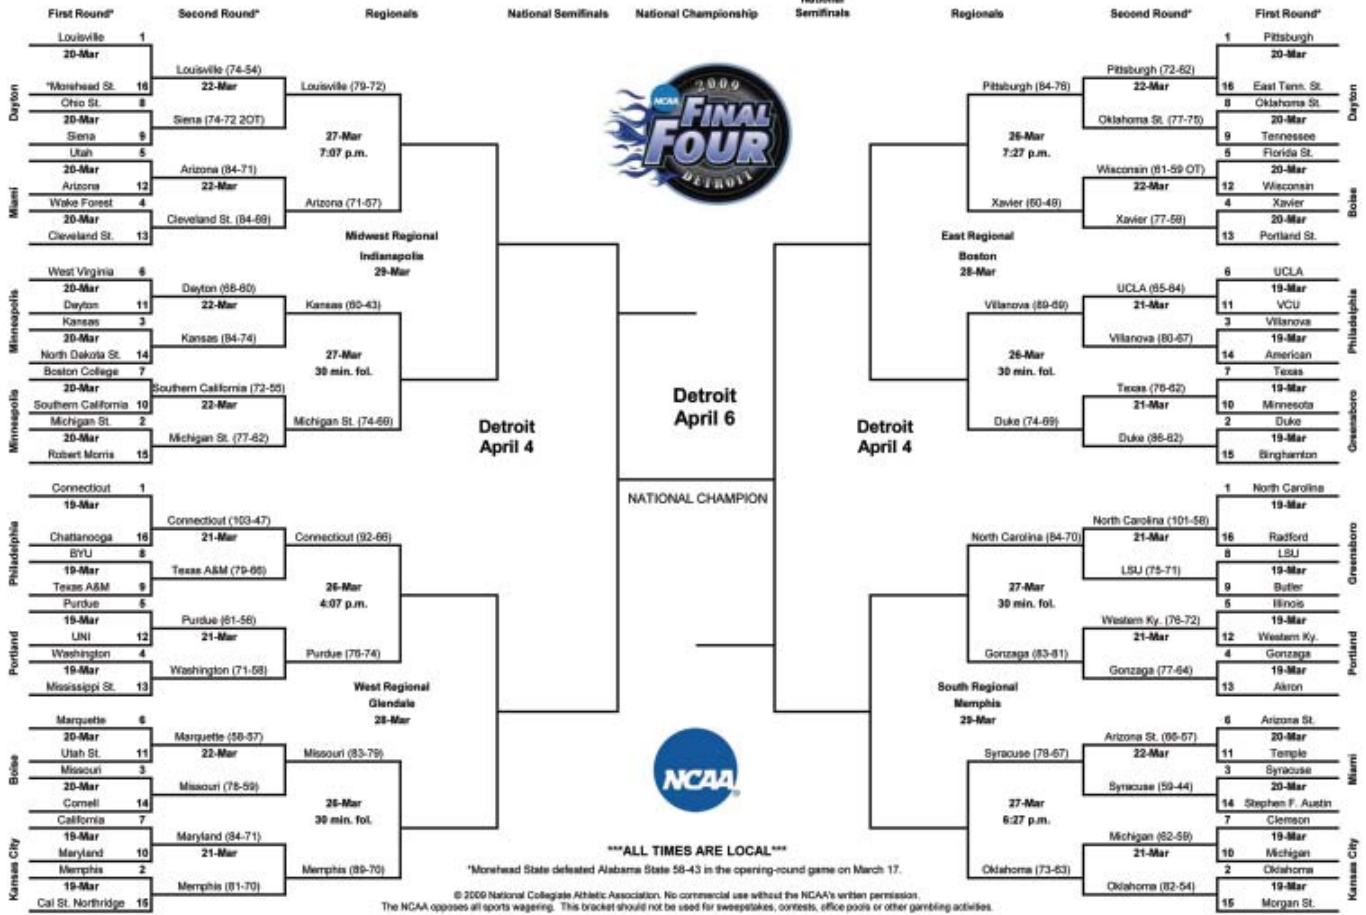 First Round*
Second Round*
Regionals
National Semifinals
National Championship
National
Semifinals
Regionals
Second Round*
First Round*
Louisville 1
20-Mar
*Morehead St. 16
Ohio St. 8
20-Mar
Siena 9
Utah 5
20-Mar
Arizona 12
Wake Forest 4
20-Mar
Cleveland St. 13
Dayton
Miami
Louisville (74-54)
22-Mar
Siena (74-72 2OT)
Arizona (84-71)
22-Mar
Cleveland St. (84-69)
Louisville (79-72)
27-Mar
7:07 p.m.
Arizona (71-57)
Midwest Regional
Indianapolis
29-Mar
West Virginia 6
20-Mar
Dayton 11
Kansas 3
20-Mar
North Dakota St. 14
Boston College 7
20-Mar
Southern California 10
Michigan St. 2
20-Mar
Robert Morris 15
Minneapolis
Minneapolis
Dayton (68-60)
22-Mar
Kansas (84-74)
Southern California (72-55)
22-Mar
Michigan St. (77-62)
Kansas (60-43)
27-Mar
30 min. fol.
Michigan St. (74-69)
Detroit
April 4
Connecticut 1
19-Mar
Chattanooga 16
BYU 8
19-Mar
Texas A&M 9
Purdue 5
19-Mar
UNI 12
Washington 4
19-Mar
Mississippi St. 13
Philadelphia
Portland
Connecticut (103-47)
21-Mar
Texas A&M (79-66)
Purdue (61-56)
21-Mar
Washington (71-58)
Connecticut (92-66)
26-Mar
4:07 p.m.
Purdue (76-74)
West Regional
Glendale
28-Mar
Marquette 6
20-Mar
Utah St. 11
Missouri 3
20-Mar
Cornell 14
California 7
19-Mar
Maryland 10
Memphis 2
19-Mar
Cal St. Northridge 15
Boise
Kansas City
Marquette (58-57)
22-Mar
Missouri (78-59)
Maryland (84-71)
21-Mar
Memphis (81-70)
Missouri (83-79)
26-Mar
30 min. fol.
Memphis (89-70)
2009
NCAA
FINAL
FOUR
DETROIT
Detroit
April 6
NATIONAL CHAMPION
NCAA
Detroit
April 4
1 Pittsburgh
20-Mar
16 East Tenn. St.
8 Oklahoma St.
20-Mar
9 Tennessee
5 Florida St.
20-Mar
12 Wisconsin
4 Xavier
20-Mar
13 Portland St.
Dayton
Boise
Pittsburgh (72-62)
22-Mar
Oklahoma St. (77-75)
Wisconsin (61-59 OT)
22-Mar
Xavier (77-59)
Pittsburgh (84-76)
26-Mar
7:27 p.m.
Xavier (60-49)
East Regional
Boston
28-Mar
6 UCLA
19-Mar
11 VCU
3 Villanova
19-Mar
14 American
7 Texas
19-Mar
10 Minnesota
2 Duke
19-Mar
15 Binghamton
Philadelphia
Greensboro
UCLA (65-64)
21-Mar
Villanova (80-67)
Texas (76-62)
21-Mar
Duke (86-62)
Villanova (89-69)
26-Mar
30 min. fol.
Duke (74-69)
1 North Carolina
19-Mar
16 Radford
8 LSU
19-Mar
9 Butler
5 Illinois
19-Mar
12 Western Ky.
4 Gonzaga
19-Mar
13 Akron
Greensboro
Portland
North Carolina (101-58)
21-Mar
LSU (75-71)
Western Ky. (76-72)
21-Mar
Gonzaga (77-64)
North Carolina (84-70)
27-Mar
30 min. fol.
Gonzaga (83-81)
South Regional
Memphis
29-Mar
6 Arizona St.
20-Mar
11 Temple
3 Syracuse
20-Mar
14 Stephen F. Austin
7 Clemson
19-Mar
10 Michigan
2 Oklahoma
19-Mar
15 Morgan St.
Miami
Kansas City
Arizona St. (66-57)
22-Mar
Syracuse (59-44)
Michigan (62-59)
21-Mar
Oklahoma (82-54)
Syracuse (78-67)
27-Mar
6:27 p.m.
Oklahoma (73-63)
***ALL TIMES ARE LOCAL***
*Morehead State defeated Alabama State 58-43 in the opening-round game on March 17.
© 2009 National Collegiate Athletic Association. No commercial use without the NCAA's written permission.
The NCAA opposes all sports wagering. This bracket should not be used for sweepstakes, contests, office pools or other gambling activities.